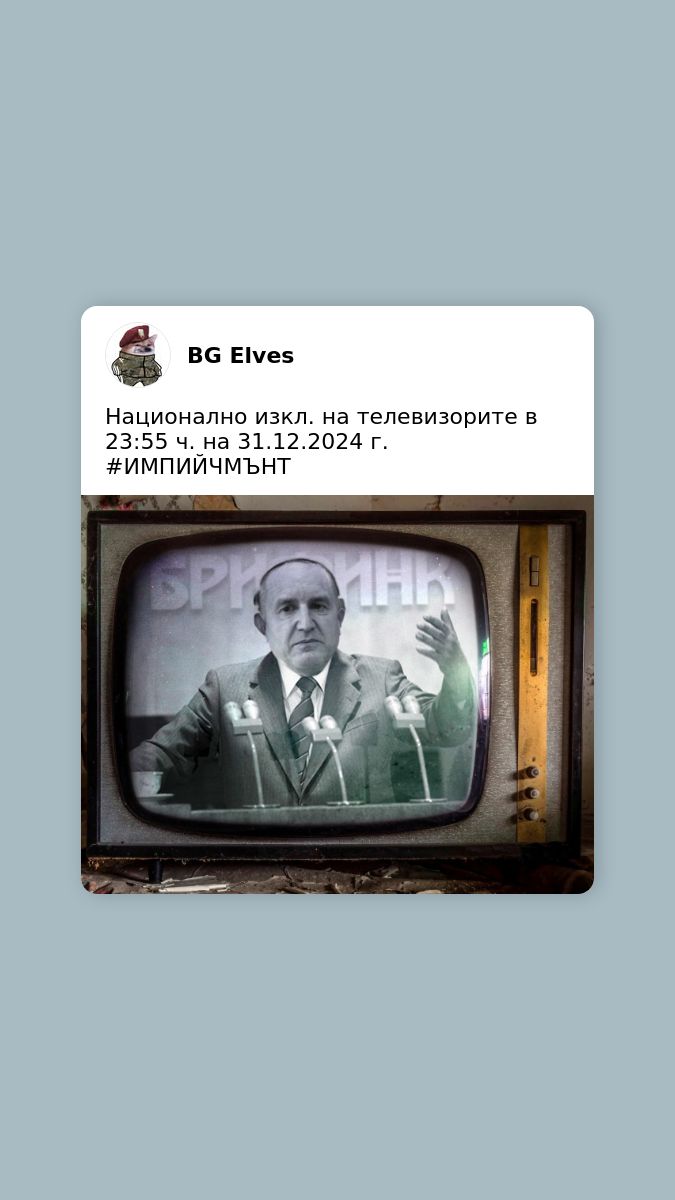 BG Elves
Национално изкл. на телевизорите в
23:55 ч. на 31.12.2024 г.
#ИМПИЙЧМЪНТ